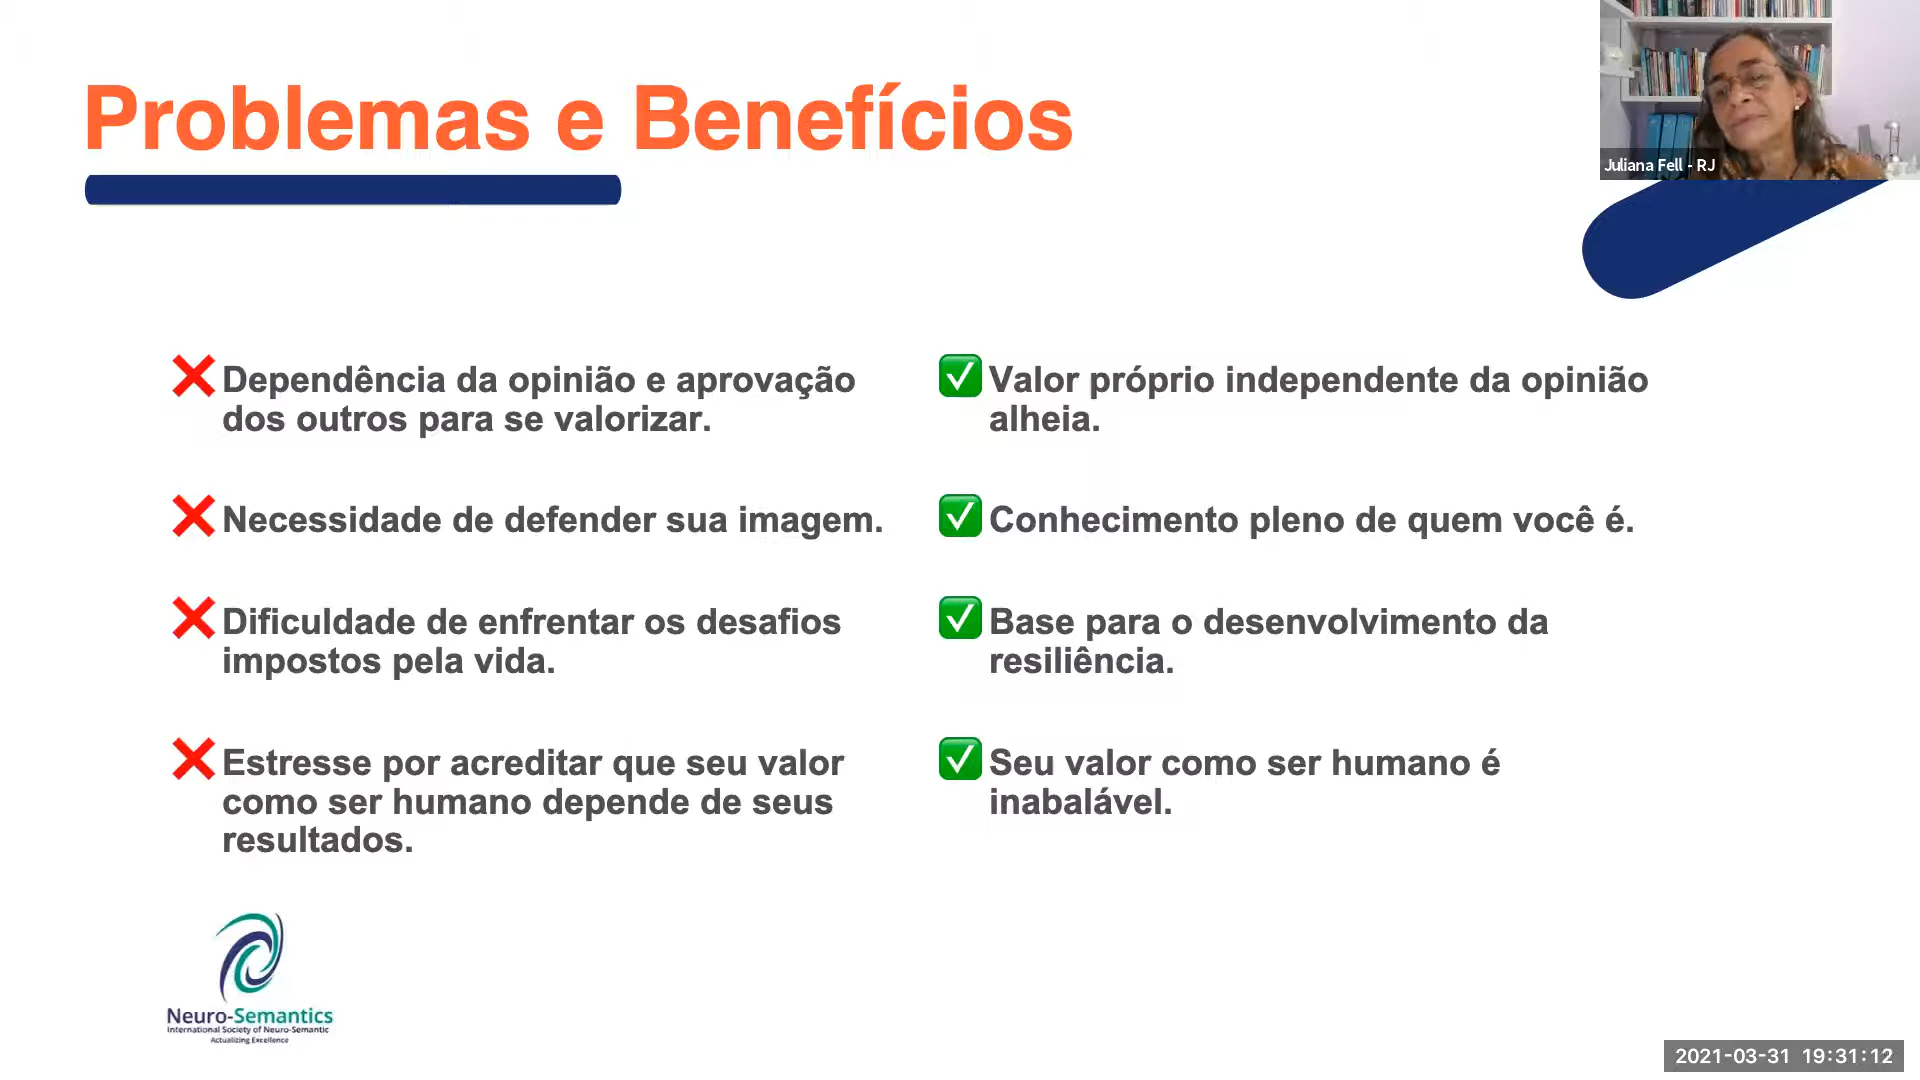 Problemas e Benefícios
Juliana Fell - RJ
Dependência da opinião e aprovação
dos outros para se valorizar.
Necessidade de defender sua imagem.
Dificuldade de enfrentar os desafios
impostos pela vida.
Estresse por acreditar que seu valor
como ser humano depende de seus
resultados.
Valor próprio independente da opinião
alheia.
Conhecimento pleno de quem você é.
Base para o desenvolvimento da
resiliência.
Seu valor como ser humano é
inabalável.
Neuro-Semantics
International Society of Neuro-Semantic
Actualizing Excellence
2021-03-31 19:31:12